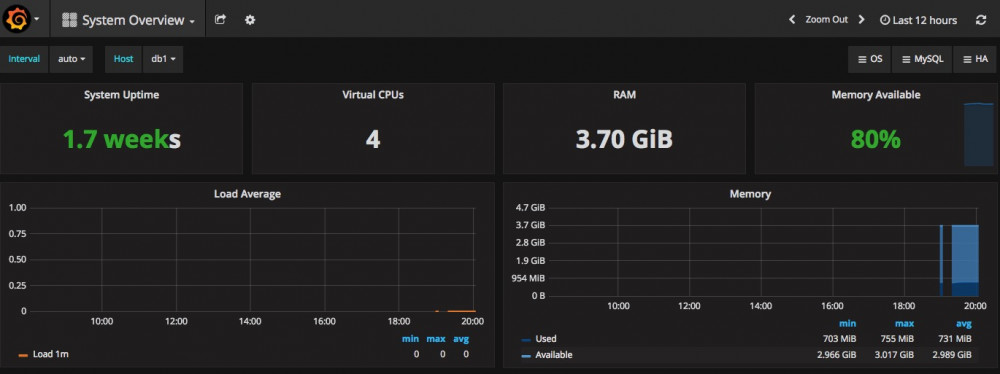 System Overview
Zoom Out
Last 12 hours
Interval auto Host db1 OS MySQL HA
System Uptime
1.7 weeks
Virtual CPUs
4
RAM
3.70 GiB
Memory Available
80%
Load Average
1.00
0.75
0.50
0.25
0
10:00 12:00 14:00 16:00 18:00 20:00
min max avg
Load 1m 0 0 0
Memory
4.7 GiB
3.7 GiB
2.8 GiB
1.9 GiB
954 MiB
0 B
10:00 12:00 14:00 16:00 18:00 20:00
min max avg
Used 703 MiB 755 MiB 731 MiB
Available 2.966 GiB 3.017 GiB 2.989 GiB